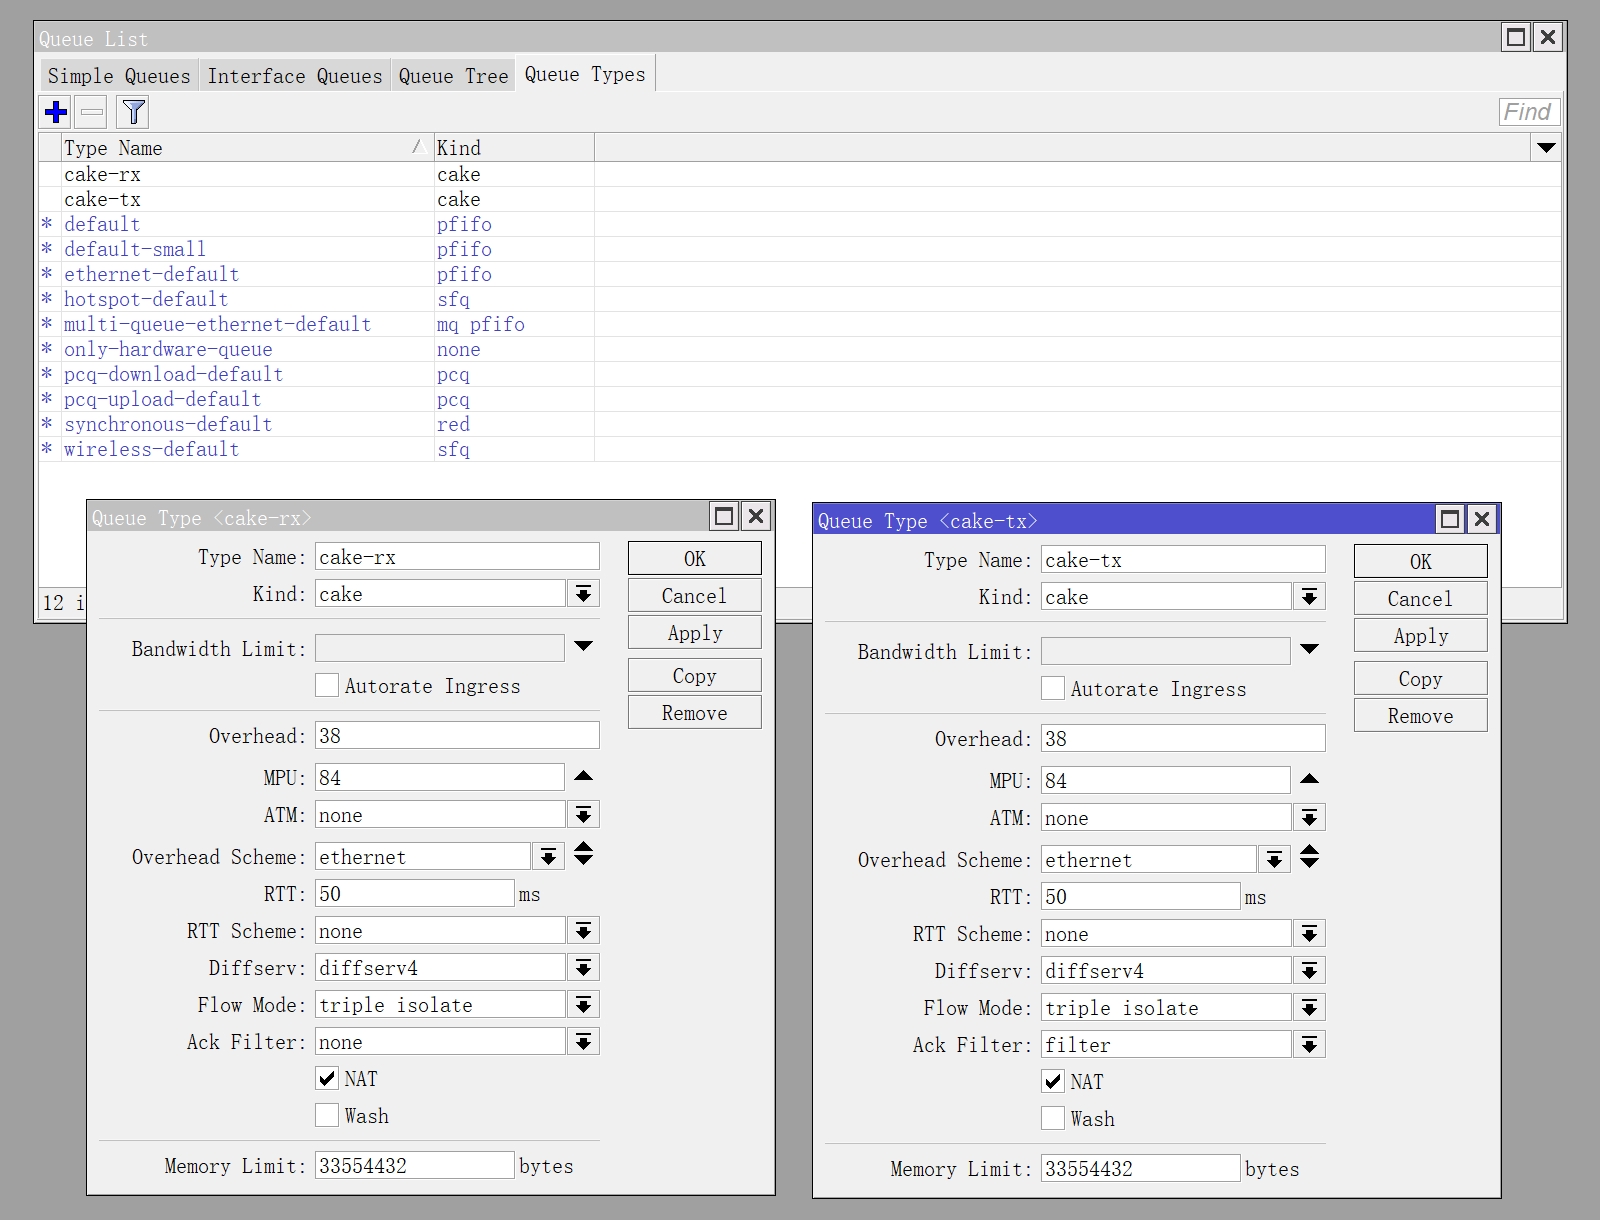 Queue List
Simple Queues Interface Queues Queue Tree Queue Types
Find
Type Name Kind
cake-rx cake
cake-tx cake
* default pfifo
* default-small pfifo
* ethernet-default pfifo
* hotspot-default sfq
* multi-queue-ethernet-default mq pfifo
* only-hardware-queue none
* pcq-download-default pcq
* pcq-upload-default pcq
* synchronous-default red
* wireless-default sfq
12 i
Queue Type <cake-rx>
Type Name: cake-rx OK
Kind: cake Cancel
Bandwidth Limit: Apply
Autorate Ingress Copy
Overhead: 38 Remove
MPU: 84
ATM: none
Overhead Scheme: ethernet
RTT: 50 ms
RTT Scheme: none
Diffserv: diffserv4
Flow Mode: triple isolate
Ack Filter: none
NAT
Wash
Memory Limit: 33554432 bytes
Queue Type <cake-tx>
Type Name: cake-tx OK
Kind: cake Cancel
Bandwidth Limit: Apply
Autorate Ingress Copy
Overhead: 38 Remove
MPU: 84
ATM: none
Overhead Scheme: ethernet
RTT: 50 ms
RTT Scheme: none
Diffserv: diffserv4
Flow Mode: triple isolate
Ack Filter: filter
NAT
Wash
Memory Limit: 33554432 bytes